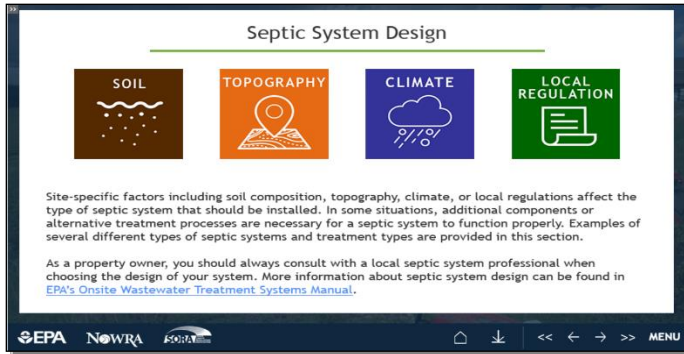 »
Septic System Design
SOIL
TOPOGRAPHY
CLIMATE
LOCAL
REGULATION
Site-specific factors including soil composition, topography, climate, or local regulations affect the
type of septic system that should be installed. In some situations, additional components or
alternative treatment processes are necessary for a septic system to function properly. Examples of
several different types of septic systems and treatment types are provided in this section.
As a property owner, you should always consult with a local septic system professional when
choosing the design of your system. More information about septic system design can be found in
EPA's Onsite Wastewater Treatment Systems Manual.
EPA NOWRA SORA << ← → >> MENU